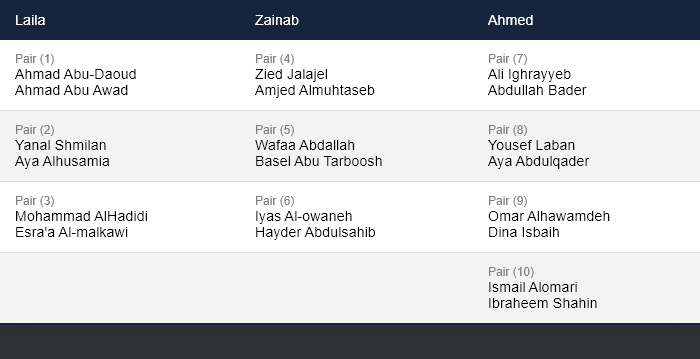 Laila Zainab Ahmed
Pair (1) Pair (4) Pair (7)
Ahmad Abu-Daoud Zied Jalajel Ali Ighrayyeb
Ahmad Abu Awad Amjed Almuhtaseb Abdullah Bader
Pair (2) Pair (5) Pair (8)
Yanal Shmilan Wafaa Abdallah Yousef Laban
Aya Alhusamia Basel Abu Tarboosh Aya Abdulqader
Pair (3) Pair (6) Pair (9)
Mohammad AlHadidi Iyas Al-owaneh Omar Alhawamdeh
Esra'a Al-malkawi Hayder Abdulsahib Dina Isbaih
Pair (10)
Ismail Alomari
Ibraheem Shahin